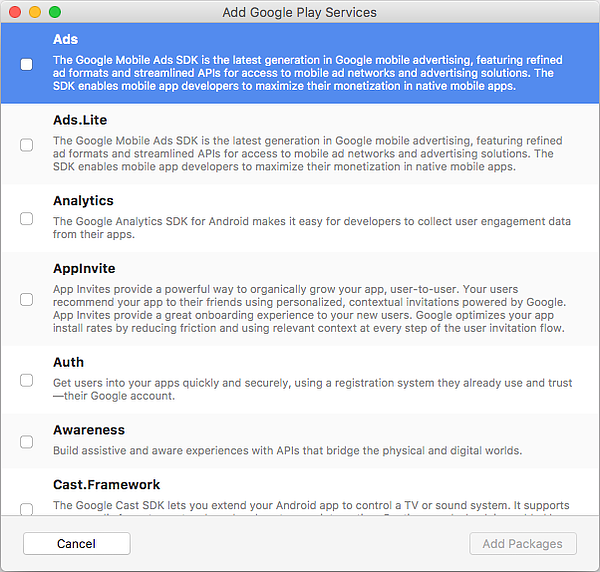 Add Google Play Services
Ads
The Google Mobile Ads SDK is the latest generation in Google mobile advertising, featuring refined
ad formats and streamlined APIs for access to mobile ad networks and advertising solutions. The
SDK enables mobile app developers to maximize their monetization in native mobile apps.
Ads.Lite
The Google Mobile Ads SDK is the latest generation in Google mobile advertising, featuring refined
ad formats and streamlined APIs for access to mobile ad networks and advertising solutions. The
SDK enables mobile app developers to maximize their monetization in native mobile apps.
Analytics
The Google Analytics SDK for Android makes it easy for developers to collect user engagement data
from their apps.
AppInvite
App Invites provide a powerful way to organically grow your app, user-to-user. Your users
recommend your app to their friends using personalized, contextual invitations powered by Google.
App Invites provide a great onboarding experience to your new users. Google optimizes your app
install rates by reducing friction and using relevant context at every step of the user invitation flow.
Auth
Get users into your apps quickly and securely, using a registration system they already use and trust
—their Google account.
Awareness
Build assistive and aware experiences with APIs that bridge the physical and digital worlds.
Cast.Framework
The Google Cast SDK lets you extend your Android app to control a TV or sound system. It supports
Cancel
Add Packages